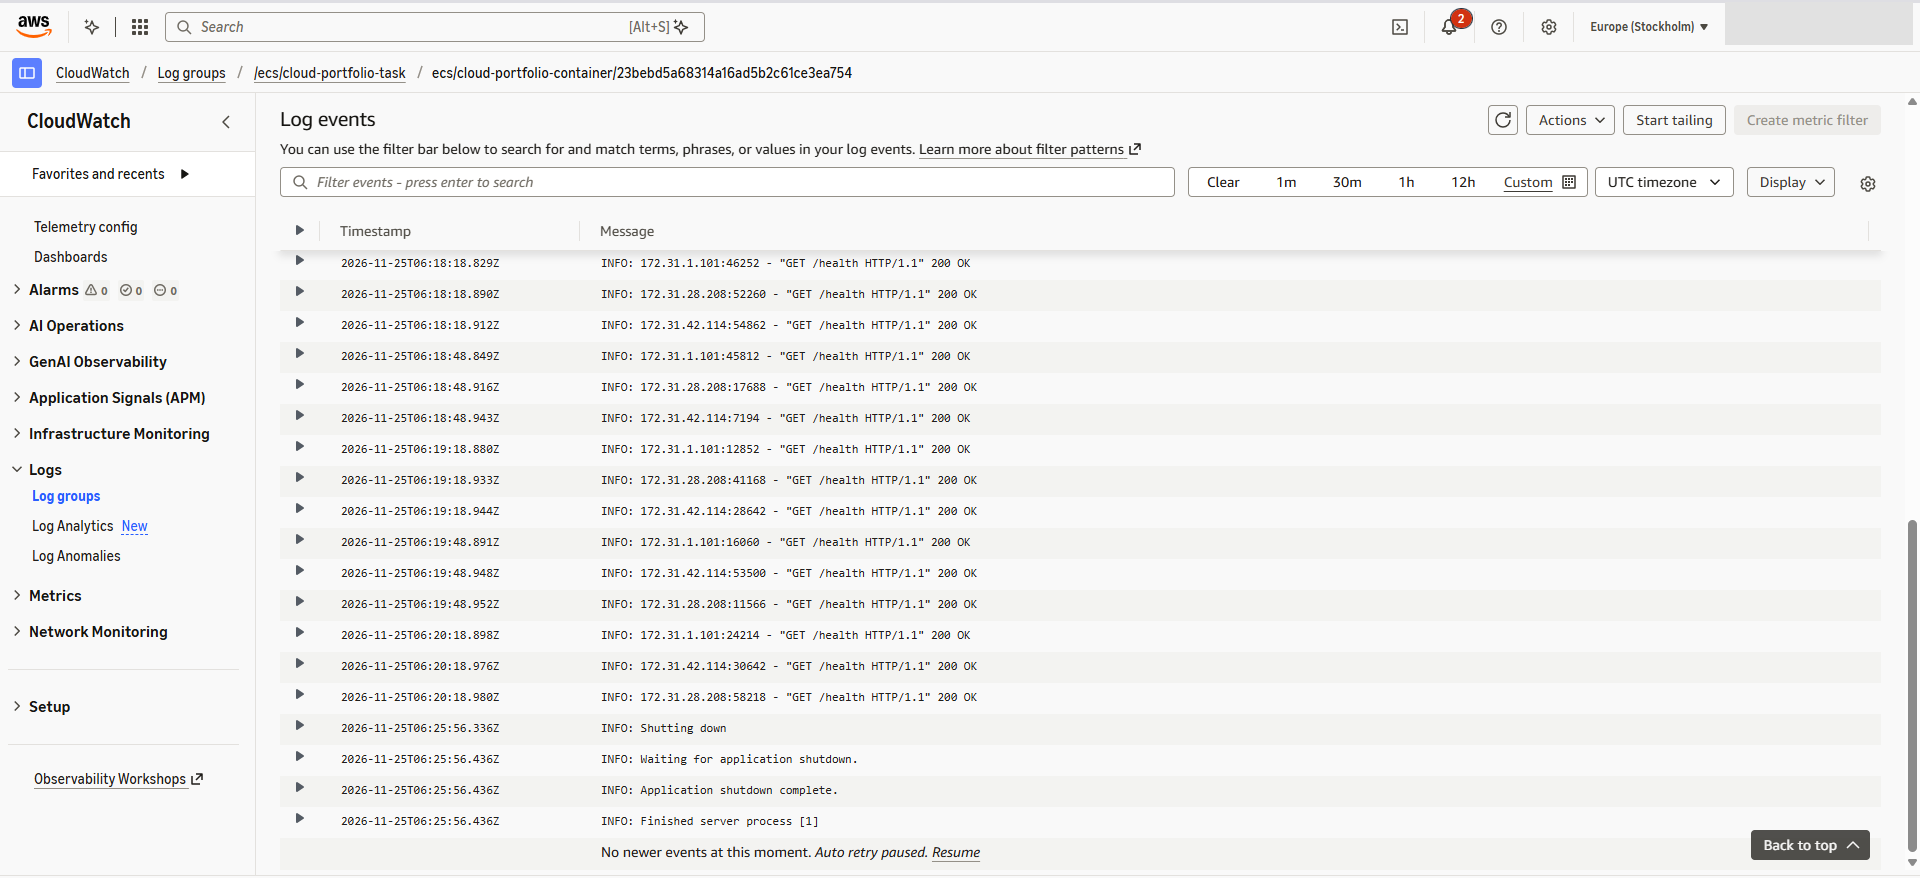 aws
Search [Alt+S]
2
Europe (Stockholm)
CloudWatch / Log groups / /ecs/cloud-portfolio-task / ecs/cloud-portfolio-container/23bebd5a68314a16ad5b2c61ce3ea754
CloudWatch
Favorites and recents
Telemetry config
Dashboards
Alarms 0 0 0
AI Operations
GenAI Observability
Application Signals (APM)
Infrastructure Monitoring
Logs
Log groups
Log Analytics New
Log Anomalies
Metrics
Network Monitoring
Setup
Observability Workshops
Log events
Actions Start tailing Create metric filter
You can use the filter bar below to search for and match terms, phrases, or values in your log events. Learn more about filter patterns
Filter events - press enter to search Clear 1m 30m 1h 12h Custom UTC timezone Display
Timestamp Message
2026-11-25T06:18:18.829Z INFO: 172.31.1.101:46252 - "GET /health HTTP/1.1" 200 OK
2026-11-25T06:18:18.890Z INFO: 172.31.28.208:52260 - "GET /health HTTP/1.1" 200 OK
2026-11-25T06:18:18.912Z INFO: 172.31.42.114:54862 - "GET /health HTTP/1.1" 200 OK
2026-11-25T06:18:48.849Z INFO: 172.31.1.101:45812 - "GET /health HTTP/1.1" 200 OK
2026-11-25T06:18:48.916Z INFO: 172.31.28.208:17688 - "GET /health HTTP/1.1" 200 OK
2026-11-25T06:18:48.943Z INFO: 172.31.42.114:7194 - "GET /health HTTP/1.1" 200 OK
2026-11-25T06:19:18.880Z INFO: 172.31.1.101:12852 - "GET /health HTTP/1.1" 200 OK
2026-11-25T06:19:18.933Z INFO: 172.31.28.208:41168 - "GET /health HTTP/1.1" 200 OK
2026-11-25T06:19:18.944Z INFO: 172.31.42.114:28642 - "GET /health HTTP/1.1" 200 OK
2026-11-25T06:19:48.891Z INFO: 172.31.1.101:16060 - "GET /health HTTP/1.1" 200 OK
2026-11-25T06:19:48.948Z INFO: 172.31.42.114:53500 - "GET /health HTTP/1.1" 200 OK
2026-11-25T06:19:48.952Z INFO: 172.31.28.208:11566 - "GET /health HTTP/1.1" 200 OK
2026-11-25T06:20:18.898Z INFO: 172.31.1.101:24214 - "GET /health HTTP/1.1" 200 OK
2026-11-25T06:20:18.976Z INFO: 172.31.42.114:30642 - "GET /health HTTP/1.1" 200 OK
2026-11-25T06:20:18.980Z INFO: 172.31.28.208:58218 - "GET /health HTTP/1.1" 200 OK
2026-11-25T06:25:56.336Z INFO: Shutting down
2026-11-25T06:25:56.436Z INFO: Waiting for application shutdown.
2026-11-25T06:25:56.436Z INFO: Application shutdown complete.
2026-11-25T06:25:56.436Z INFO: Finished server process [1]
No newer events at this moment. Auto retry paused. Resume
Back to top